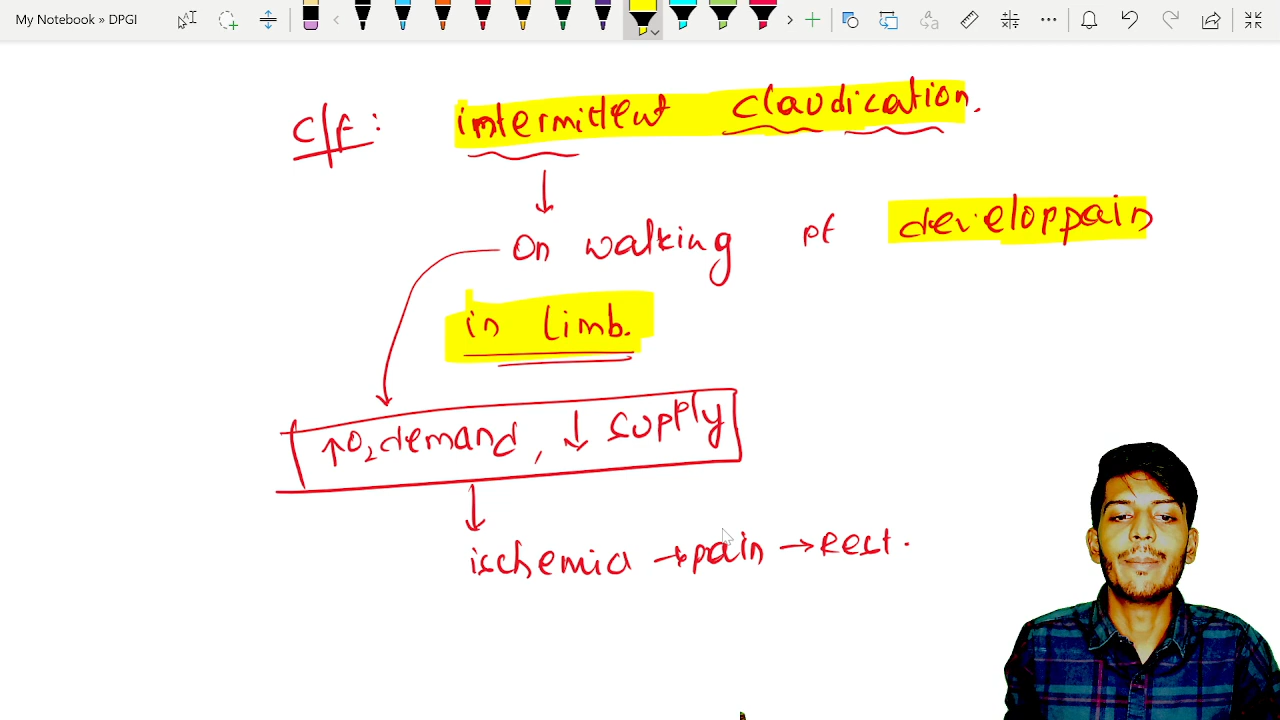 My Notebook » DPGI
c/f: intermittent claudication.
↓
On walking pt develop pain
in limb.
↑O₂ demand, ↓ supply
↓
ischemia → pain → Rest.